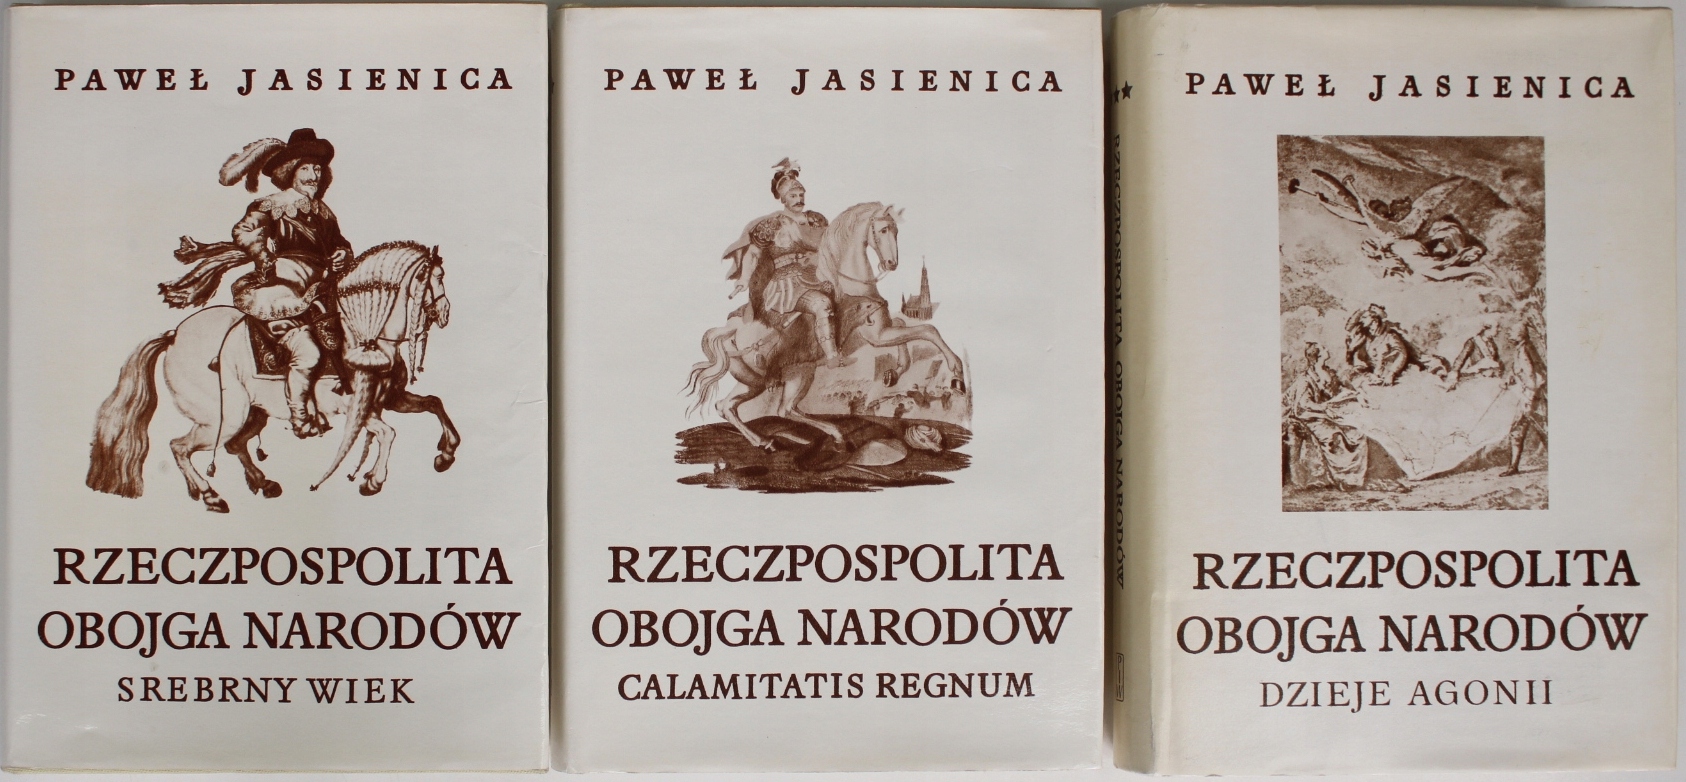 PAWEŁ JASIENICA
RZECZPOSPOLITA
OBOJGA NARODÓW
SREBRNY WIEK
PAWEŁ JASIENICA
RZECZPOSPOLITA
OBOJGA NARODÓW
CALAMITATIS REGNUM
RZECZPOSPOLITA OBOJGA NARODÓW
PAWEŁ JASIENICA
RZECZPOSPOLITA
OBOJGA NARODÓW
DZIEJE AGONII